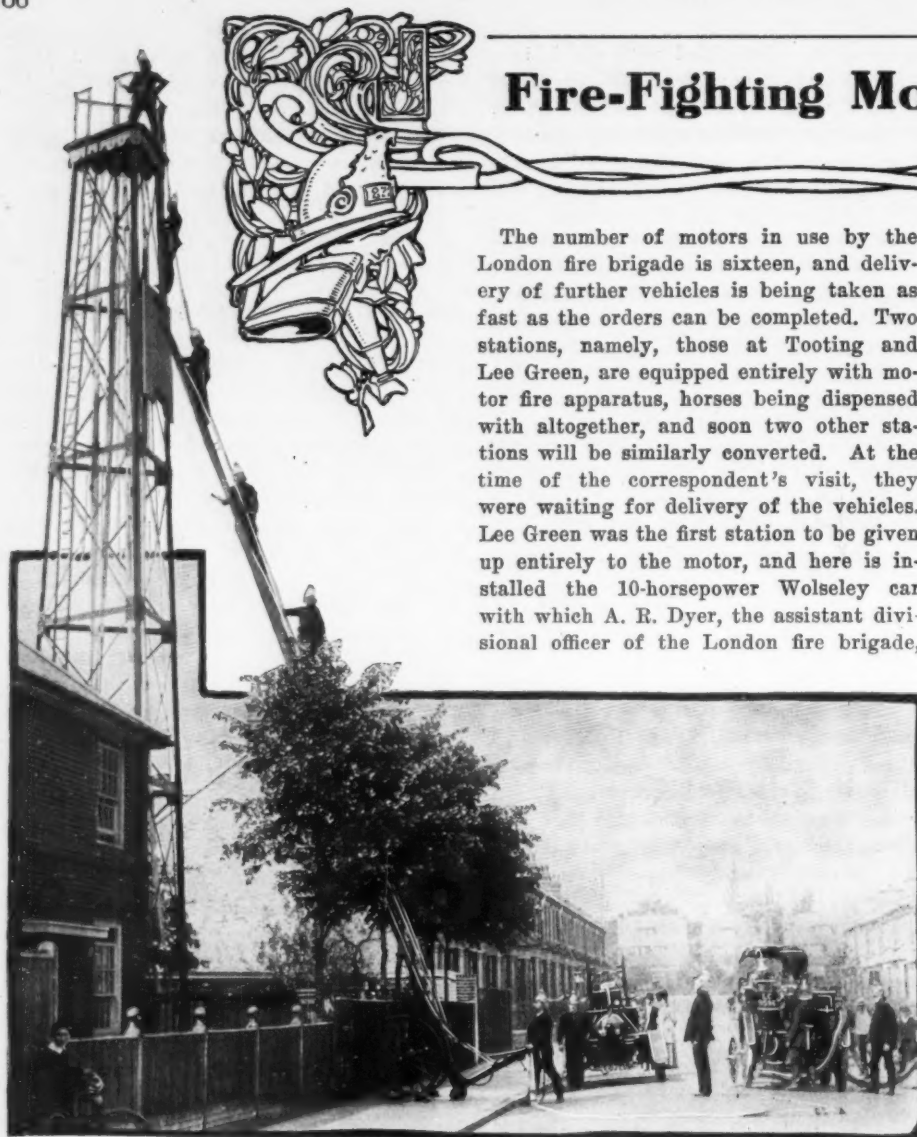 Fire-Fighting Mo
The number of motors in use by the
London fire brigade is sixteen, and deliv-
ery of further vehicles is being taken as
fast as the orders can be completed. Two
stations, namely, those at Tooting and
Lee Green, are equipped entirely with mo-
tor fire apparatus, horses being dispensed
with altogether, and soon two other sta-
tions will be similarly converted. At the
time of the correspondent's visit, they
were waiting for delivery of the vehicles.
Lee Green was the first station to be given
up entirely to the motor, and here is in-
stalled the 10-horsepower Wolseley car
with which A. R. Dyer, the assistant divi-
sional officer of the London fire brigade,